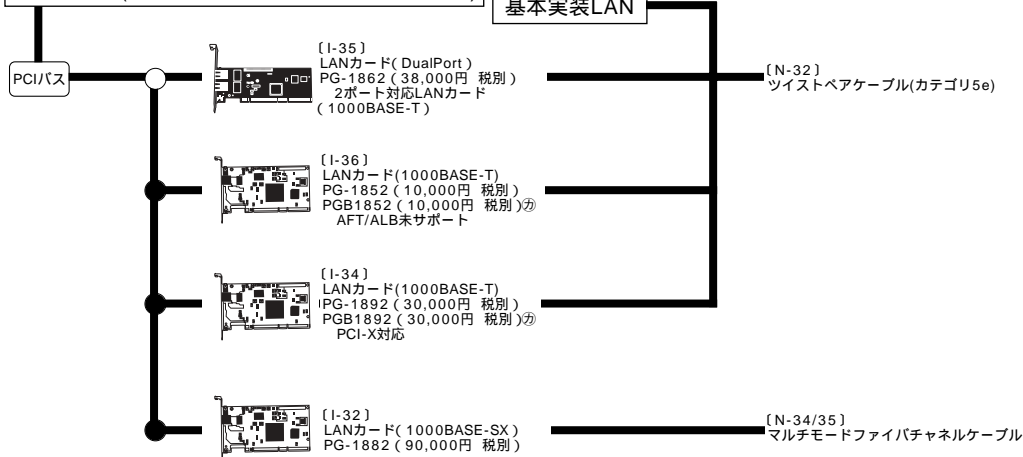 基本実装LAN
PCIバス
〔I-35〕
LANカード(DualPort)
PG-1862(38,000円 税別)
2ポート対応LANカード
(1000BASE-T)
〔N-32〕
ツイストペアケーブル(カテゴリ5e)
〔I-36〕
LANカード(1000BASE-T)
PG-1852(10,000円 税別)
PGB1852(10,000円 税別)㋕
AFT/ALB未サポート
〔I-34〕
LANカード(1000BASE-T)
PG-1892(30,000円 税別)
PGB1892(30,000円 税別)㋕
PCI-X対応
〔I-32〕
LANカード(1000BASE-SX)
PG-1882(90,000円 税別)
〔N-34/35〕
マルチモードファイバチャネルケーブル